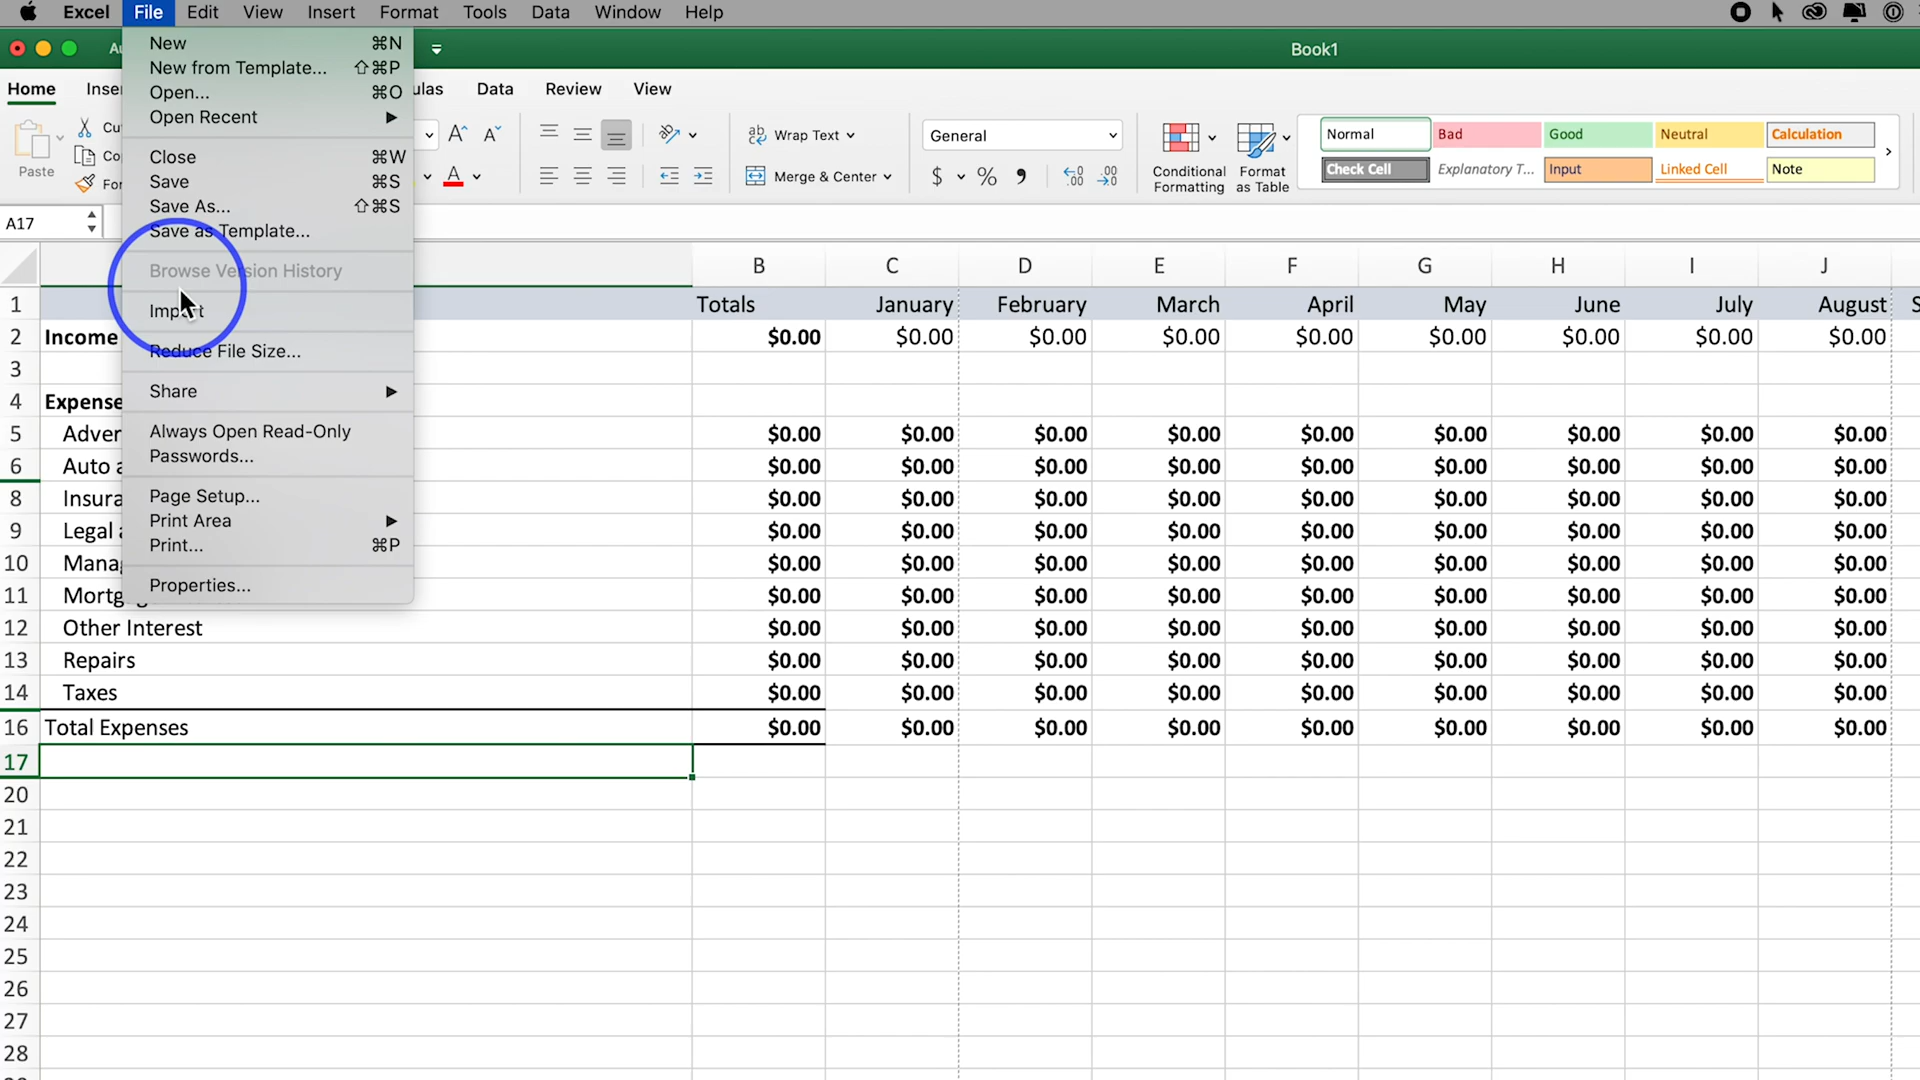 Excel File Edit View Insert Format Tools Data Window Help
Book1
New ⌘N
New from Template... ⇧⌘P
Open... ⌘O
Open Recent
Close ⌘W
Save ⌘S
Save As... ⇧⌘S
Save as Template...
Browse Version History
Import
Reduce File Size...
Share
Always Open Read-Only
Passwords...
Page Setup...
Print Area
Print... ⌘P
Properties...
Home Data Review View
Paste
Wrap Text
Merge & Center
General
$ %
Conditional Formatting
Format as Table
Normal Bad Good Neutral Calculation
Check Cell Explanatory T... Input Linked Cell Note
A17
B C D E F G H I J
1 Totals January February March April May June July August
2 Income $0.00 $0.00 $0.00 $0.00 $0.00 $0.00 $0.00 $0.00 $0.00
3
4 Expense
5 Adver $0.00 $0.00 $0.00 $0.00 $0.00 $0.00 $0.00 $0.00 $0.00
6 Auto $0.00 $0.00 $0.00 $0.00 $0.00 $0.00 $0.00 $0.00 $0.00
8 Insura $0.00 $0.00 $0.00 $0.00 $0.00 $0.00 $0.00 $0.00 $0.00
9 Legal $0.00 $0.00 $0.00 $0.00 $0.00 $0.00 $0.00 $0.00 $0.00
10 Mana $0.00 $0.00 $0.00 $0.00 $0.00 $0.00 $0.00 $0.00 $0.00
11 Mortg $0.00 $0.00 $0.00 $0.00 $0.00 $0.00 $0.00 $0.00 $0.00
12 Other Interest $0.00 $0.00 $0.00 $0.00 $0.00 $0.00 $0.00 $0.00 $0.00
13 Repairs $0.00 $0.00 $0.00 $0.00 $0.00 $0.00 $0.00 $0.00 $0.00
14 Taxes $0.00 $0.00 $0.00 $0.00 $0.00 $0.00 $0.00 $0.00 $0.00
16 Total Expenses $0.00 $0.00 $0.00 $0.00 $0.00 $0.00 $0.00 $0.00 $0.00
17
20
21
22
23
24
25
26
27
28